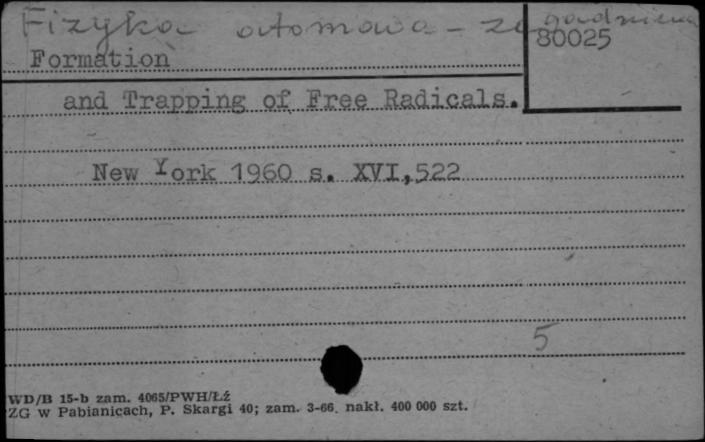 Fizyka atomowa - zagadnienia
80025
Formation
and Trapping of Free Radicals.
New York 1960 s. XVI,522
5
WD/B 15-b zam. 4065/PWH/Łź
ZG w Pabianicach, P. Skargi 40; zam. 3-66. nakł. 400 000 szt.